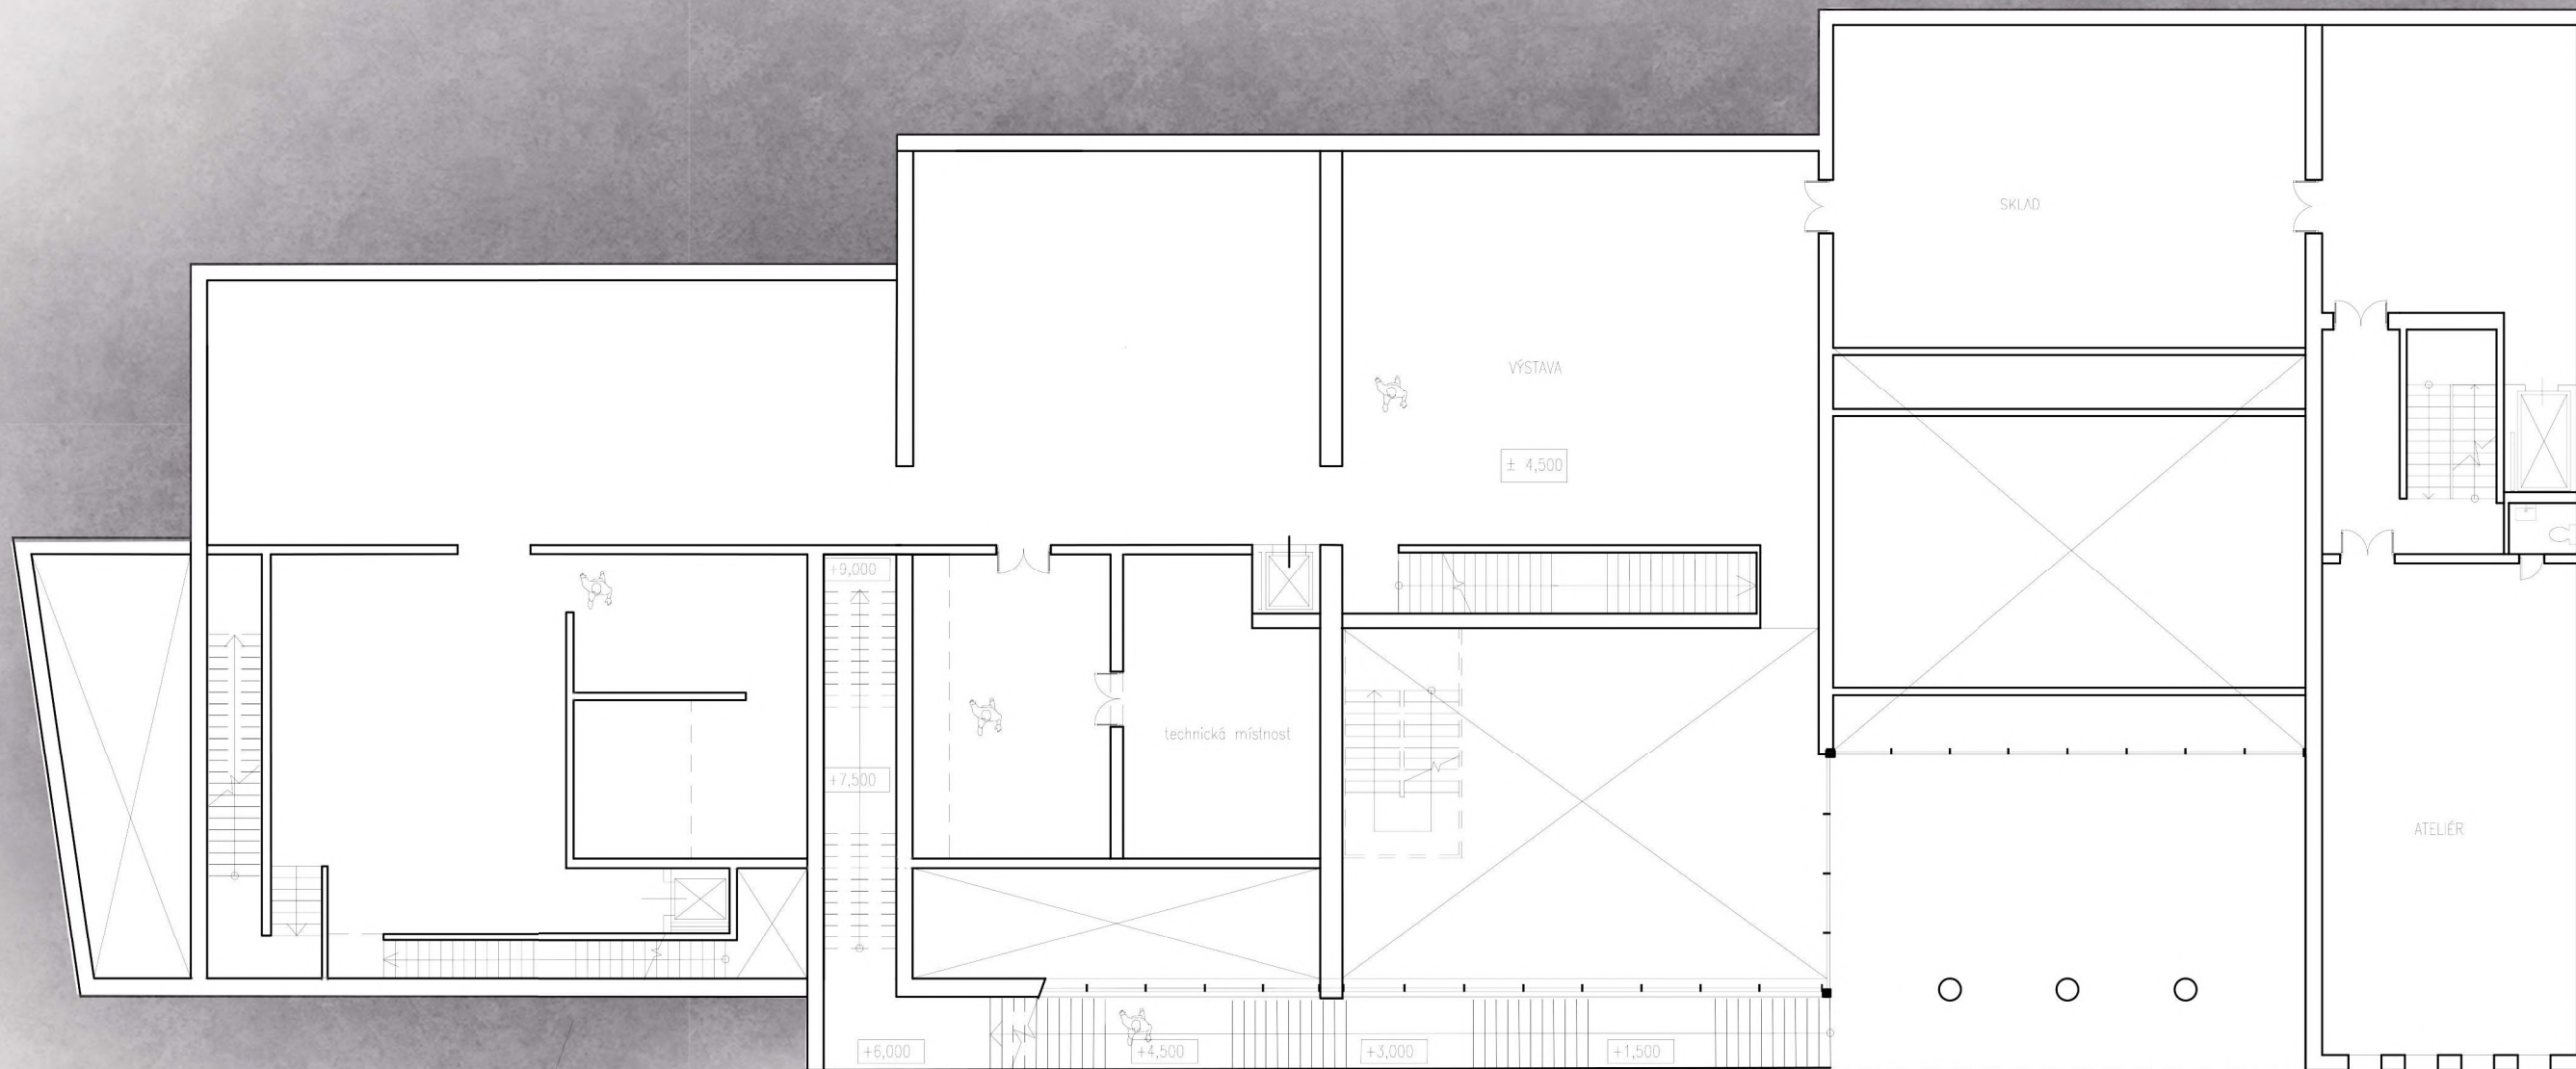 SKLAD
VÝSTAVA
± 4,500
+9,000
technická místnost
+7,500
ATELIÉR
+6,000
+4,500
+3,000
+1,500